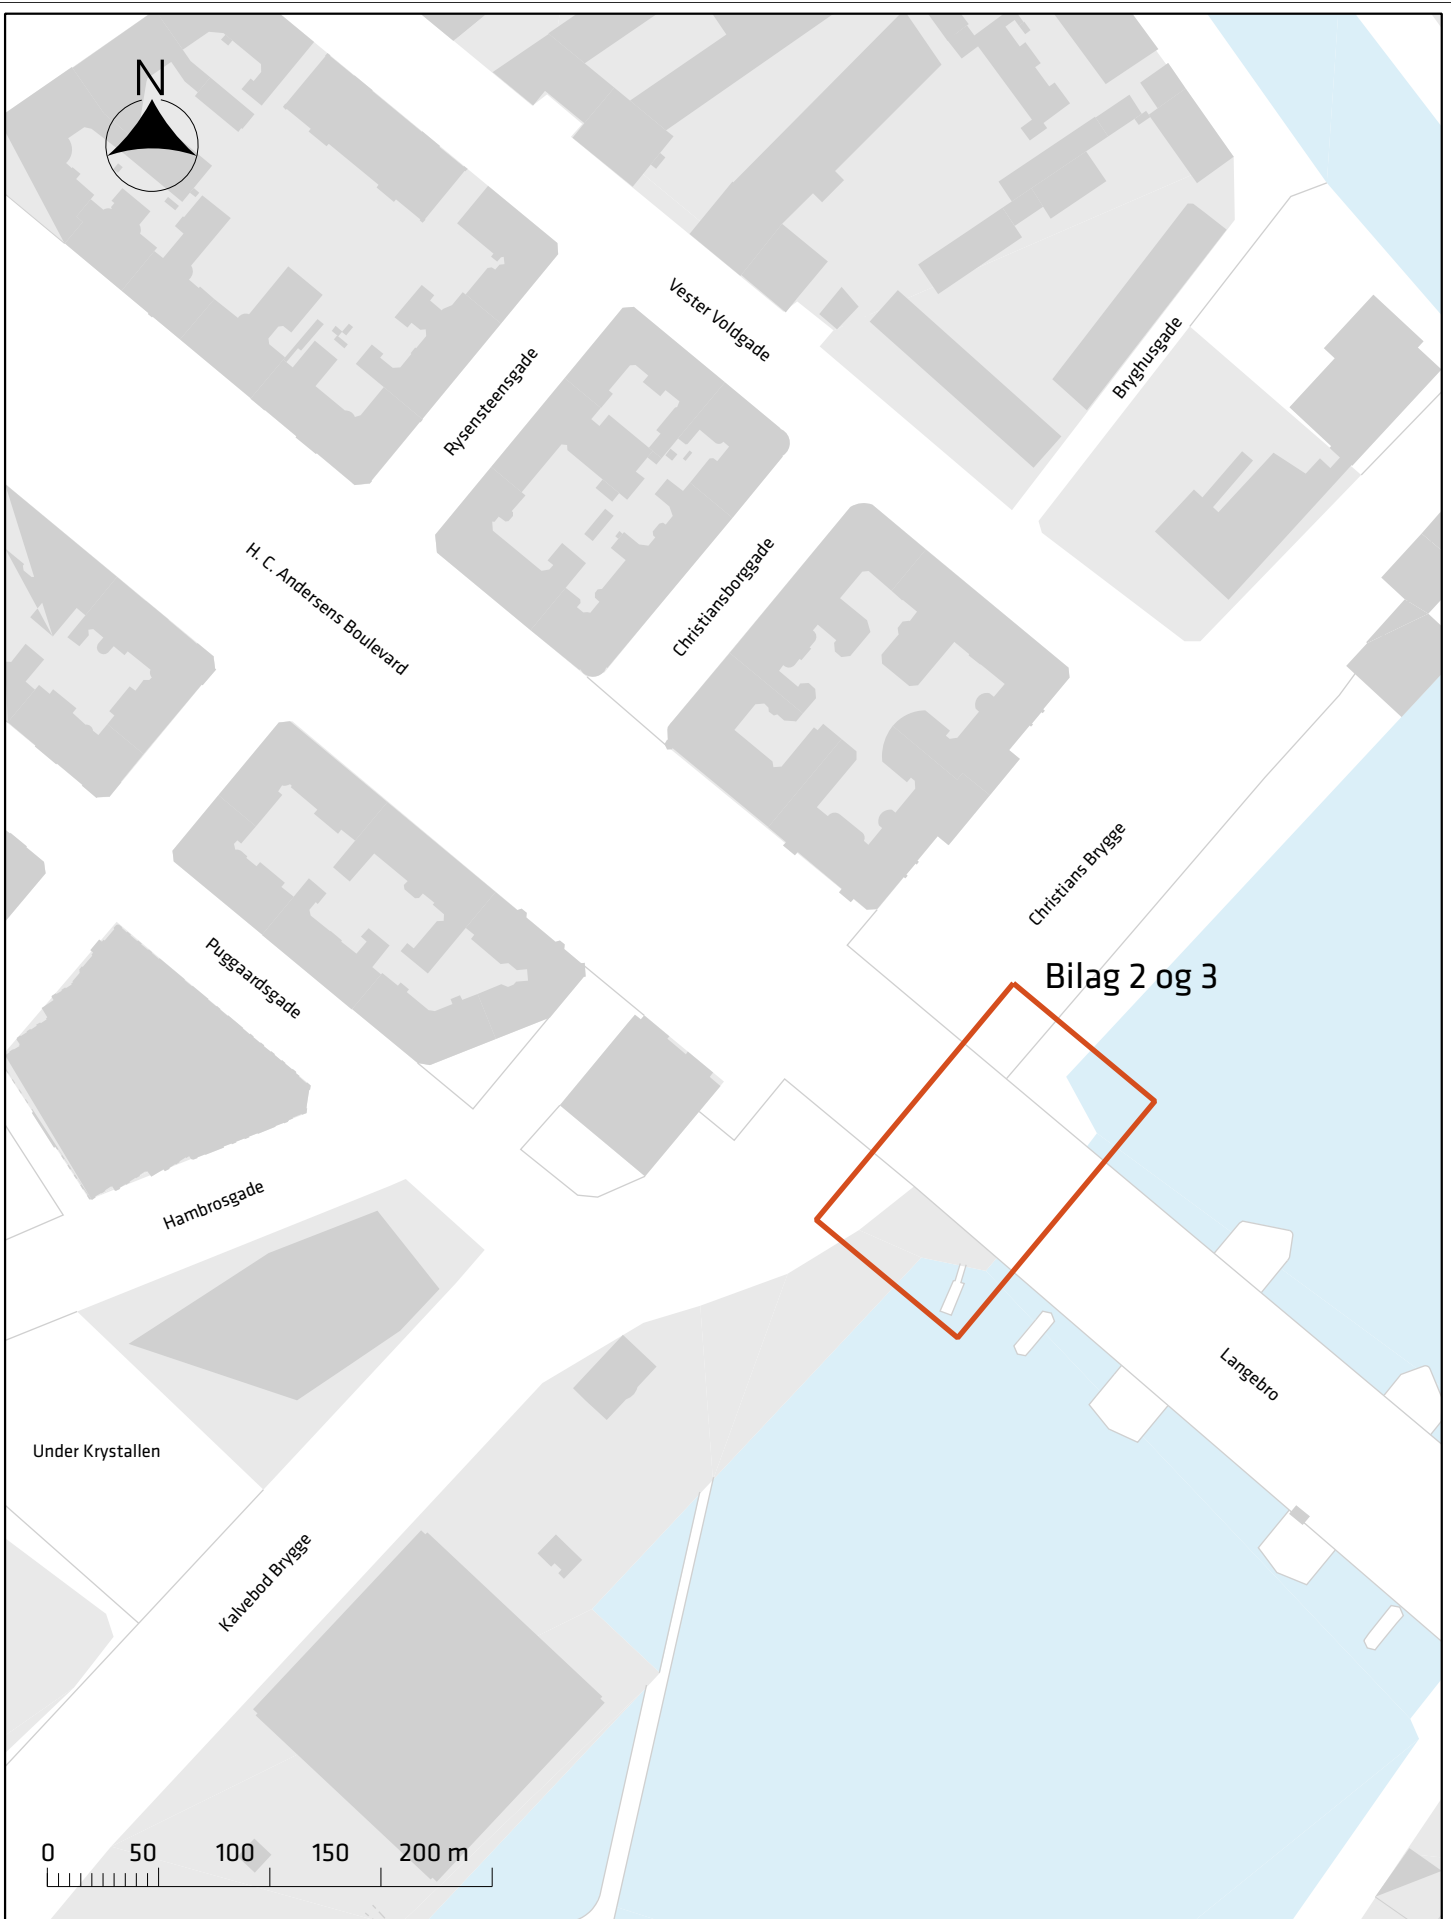 N
Vester Voldgade
Bryghusgade
Rysensteensgade
Christiansborggade
H. C. Andersens Boulevard
Christians Brygge
Puggaardsgade
Bilag 2 og 3
Hambrosgade
Langebro
Under Krystallen
Kalvebod Brygge
0 50 100 150 200 m